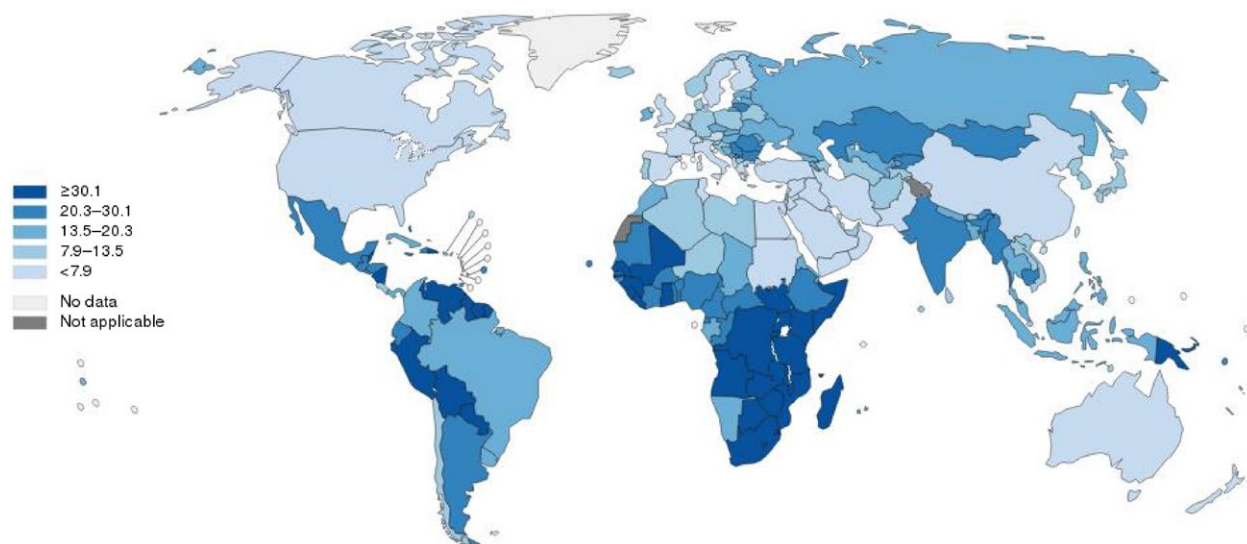 ≥30.1
20.3–30.1
13.5–20.3
7.9–13.5
<7.9
No data
Not applicable